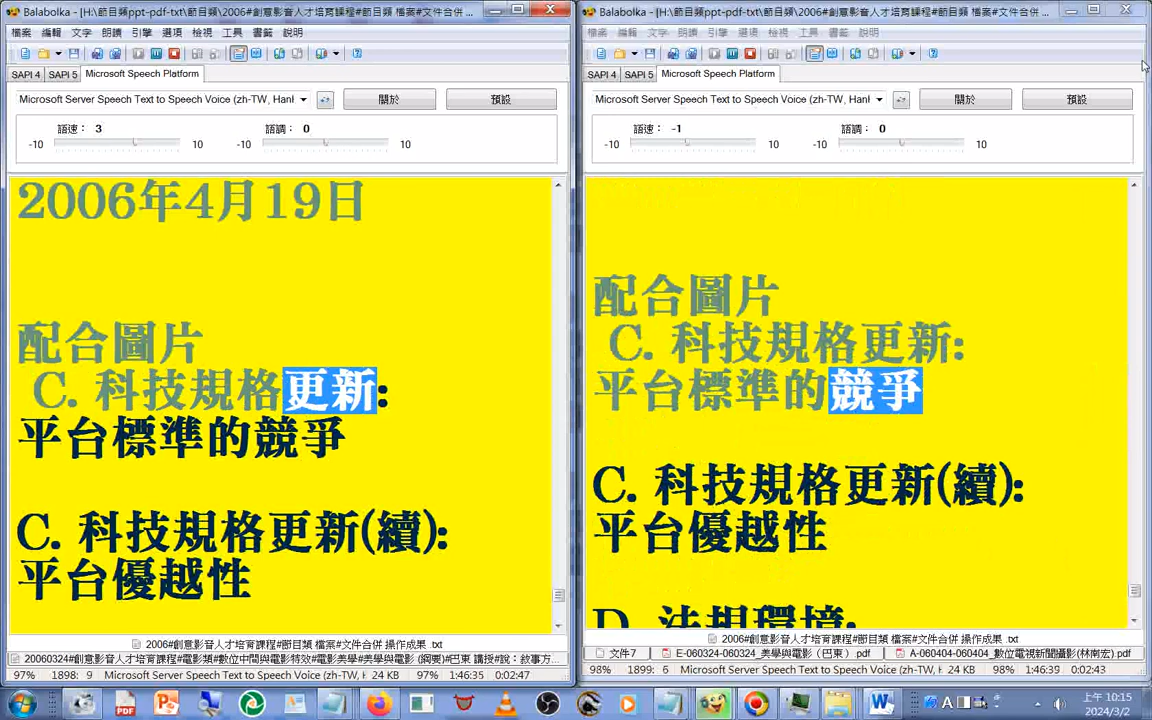 Balabolka - [H:\節目類ppt-pdf-txt\節目類\2006#創意影音人才培育課程#節目類 檔案#文件合併 ...
檔案 編輯 文字 朗讀 引擎 選項 檢視 工具 書籤 說明
SAPI 4 SAPI 5 Microsoft Speech Platform
Microsoft Server Speech Text to Speech Voice (zh-TW, Hanl
關於 預設
語速： 3 語調： 0
-10 10 -10 10
2006年4月19日
配合圖片
C. 科技規格更新:
平台標準的競爭
C. 科技規格更新(續):
平台優越性
2006#創意影音人才培育課程#節目類 檔案#文件合併 操作成果 .txt
20060324#創意影音人才培育課程#電影類#數位中間與電影特效#電影美學#美學與電影 (綱要)#巴東 講授#說：敘事方...
97% 1898: 9 Microsoft Server Speech Text to Speech Voice (zh-TW, H 24 KB 97% 1:46:35 0:02:47
Balabolka - [H:\節目類ppt-pdf-txt\節目類\2006#創意影音人才培育課程#節目類 檔案#文件合併 ...
檔案 編輯 文字 朗讀 引擎 選項 檢視 工具 書籤 說明
SAPI 4 SAPI 5 Microsoft Speech Platform
Microsoft Server Speech Text to Speech Voice (zh-TW, Hanl
關於 預設
語速： -1 語調： 0
-10 10 -10 10
配合圖片
C. 科技規格更新:
平台標準的競爭
C. 科技規格更新(續):
平台優越性
D. 法規環境:
2006#創意影音人才培育課程#節目類 檔案#文件合併 操作成果 .txt
文件7 E-060324-060324_美學與電影（巴東）.pdf A-060404-060404_數位電視新聞攝影(林南宏).pdf
98% 1899: 6 Microsoft Server Speech Text to Speech Voice (zh-TW, H 24 KB 98% 1:46:39 0:02:43
上午 10:15
2024/3/2